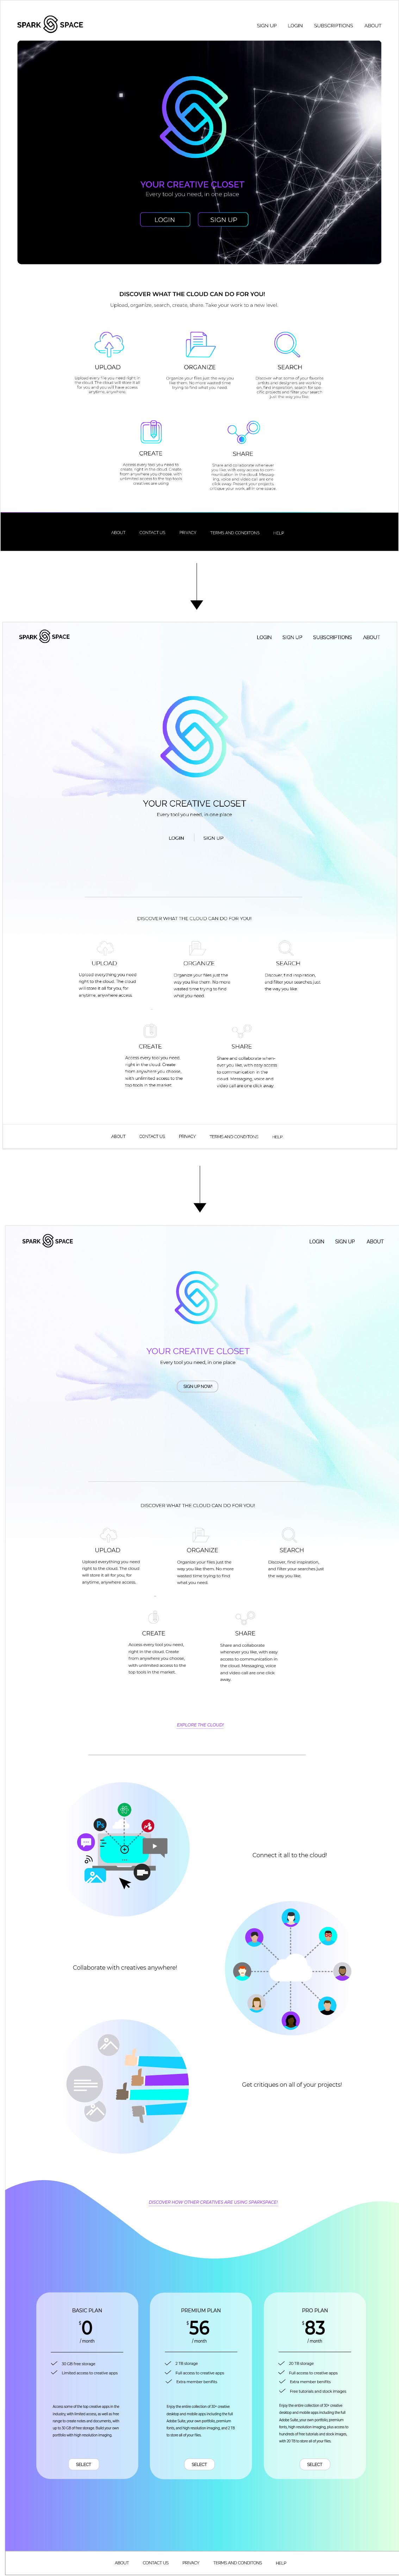 SPARK SPACE
SIGN UP LOGIN SUBSCRIPTIONS ABOUT
YOUR CREATIVE CLOSET
Every tool you need, in one place
LOGIN SIGN UP
DISCOVER WHAT THE CLOUD CAN DO FOR YOU!
Upload, organize, search, create, share. Take your work to a new level.
UPLOAD
Upload every file you need right in
the cloud. The cloud will store it all
for you and you will have access
anytime, anywhere.
ORGANIZE
Organize your files just the way you
like them. No more wasted time
trying to find what you need.
SEARCH
Discover what some of your favorite
artists and designers are working
on, find inspiration, search for spe-
cific projects and filter your search
just the way you like.
CREATE
Access every tool you need to
create, right in the cloud. Create
from anywhere you choose, with
unlimited access to the top tools
creatives are using.
SHARE
Share and collaborate whenever
you like, with easy access to com-
munication in the cloud. Messag-
ing, voice and video call are one
click away. Present your projects,
critique your work all in one space.
ABOUT CONTACT US PRIVACY TERMS AND CONDITONS HELP
SPARK SPACE
LOGIN SIGN UP SUBSCRIPTIONS ABOUT
YOUR CREATIVE CLOSET
Every tool you need, in one place
LOGIN SIGN UP
DISCOVER WHAT THE CLOUD CAN DO FOR YOU!
UPLOAD
Upload everything you need
right to the cloud. The cloud
will store it all for you, for
anytime, anywhere access.
ORGANIZE
Organize your files just the
way you like them. No more
wasted time trying to find
what you need.
SEARCH
Discover, find inspiration,
and filter your searches just
the way you like.
CREATE
Access every tool you need,
right in the cloud. Create
from anywhere you choose,
with unlimited access to the
top tools in the market.
SHARE
Share and collaborate when-
ever you like, with easy access
to communication in the
cloud. Messaging, voice and
video call are one click away.
ABOUT CONTACT US PRIVACY TERMS AND CONDITONS HELP
SPARK SPACE
LOGIN SIGN UP ABOUT
YOUR CREATIVE CLOSET
Every tool you need, in one place
SIGN UP NOW!
DISCOVER WHAT THE CLOUD CAN DO FOR YOU!
UPLOAD
Upload everything you need
right to the cloud. The cloud
will store it all for you, for
anytime, anywhere access.
ORGANIZE
Organize your files just the
way you like them. No more
wasted time trying to find
what you need.
SEARCH
Discover, find inspiration,
and filter your searches just
the way you like.
CREATE
Access every tool you need,
right in the cloud. Create
from anywhere you choose,
with unlimited access to the
top tools in the market.
SHARE
Share and collaborate
whenever you like, with easy
access to communication in
the cloud. Messaging, voice
and video call are one click
away.
EXPLORE THE CLOUD!
Ps
Connect it all to the cloud!
Collaborate with creatives anywhere!
Get critiques on all of your projects!
DISCOVER HOW OTHER CREATIVES ARE USING SPARKSPACE!
BASIC PLAN
$0
/ month
30 GB free storage
Limited access to creative apps
Access some of the top creative apps in the
industry, with limited access, as well as free
range to create notes and documents, with
up to 30 GB of free storage. Build your own
portfolio with high resolution imaging.
SELECT
PREMIUM PLAN
$56
/ month
2 TB storage
Full access to creative apps
Extra member benifits
Enjoy the entire collection of 30+ creative
desktop and mobile apps including the full
Adobe Suite, your own portfolio, premium
fonts, and high resolution imaging, and 2 TB
to store all of your files.
SELECT
PRO PLAN
$83
/ month
20 TB storage
Full access to creative apps
Extra member benifits
Free tutorials and stock images
Enjoy the entire collection of 30+ creative
desktop and mobile apps including the full
Adobe Suite, your own portfolio, premium
fonts, high resolution imaging, plus access to
hundreds of free tutorials and stock images,
with 20 TB to store all of your files.
SELECT
ABOUT CONTACT US PRIVACY TERMS AND CONDITONS HELP